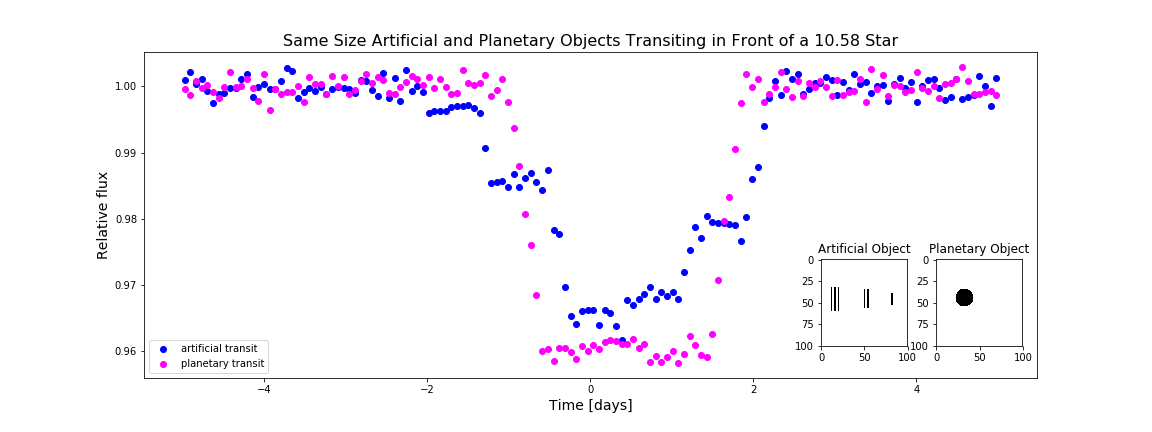 Same Size Artificial and Planetary Objects Transiting in Front of a 10.58 Star
Relative flux
1.00
0.99
0.98
0.97
0.96
artificial transit
planetary transit
Artificial Object
0
25
50
75
100
0 50 100
Planetary Object
0
25
50
75
100
0 50 100
−4 −2 0 2 4
Time [days]